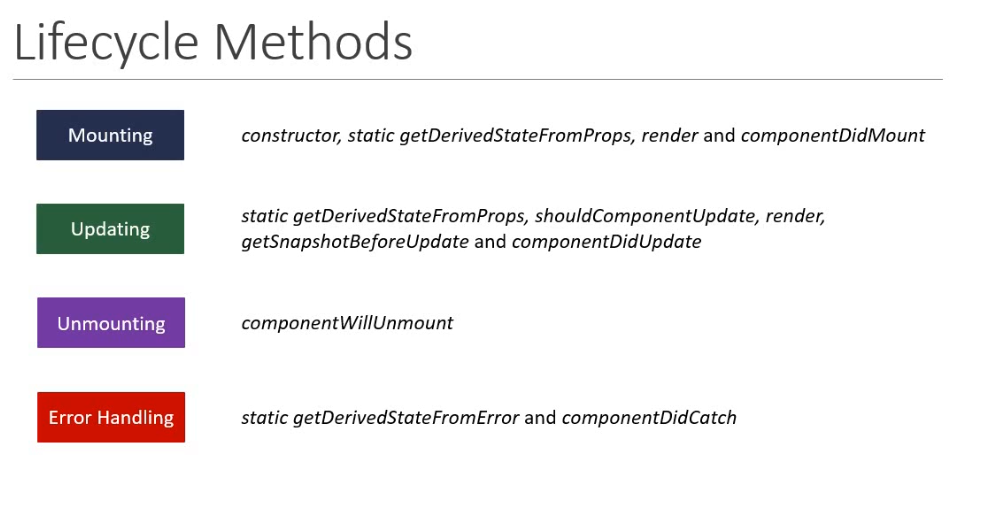 Lifecycle Methods
Mounting
constructor, static getDerivedStateFromProps, render and componentDidMount
Updating
static getDerivedStateFromProps, shouldComponentUpdate, render,
getSnapshotBeforeUpdate and componentDidUpdate
Unmounting
componentWillUnmount
Error Handling
static getDerivedStateFromError and componentDidCatch